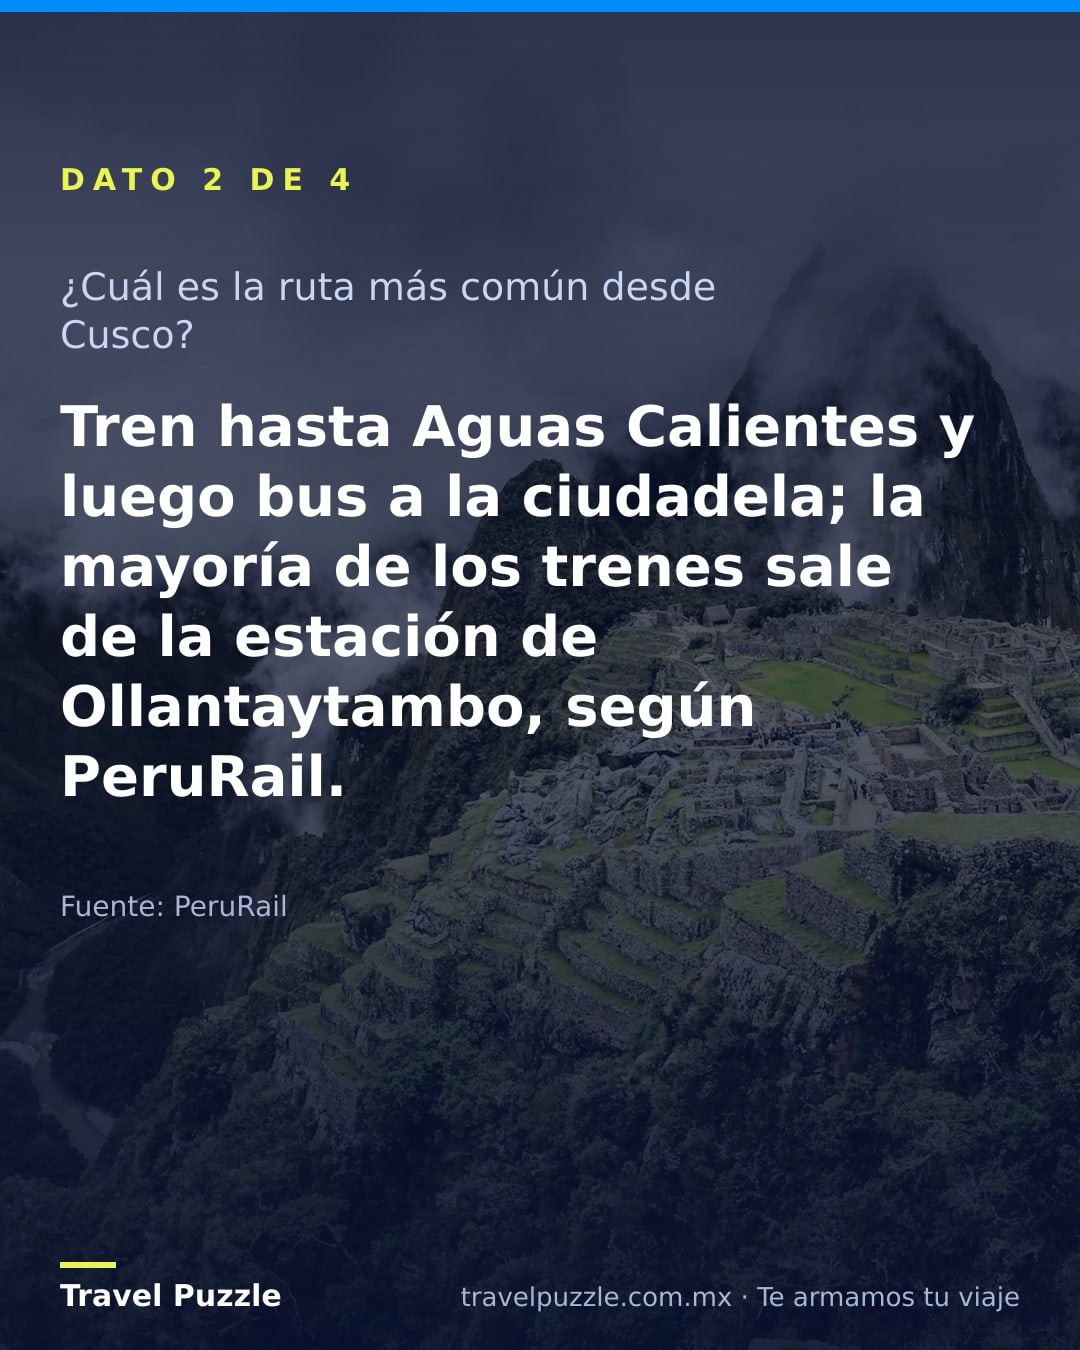 DATO 2 DE 4
¿Cuál es la ruta más común desde
Cusco?
Tren hasta Aguas Calientes y
luego bus a la ciudadela; la
mayoría de los trenes sale
de la estación de
Ollantaytambo, según
PeruRail.
Fuente: PeruRail
Travel Puzzle
travelpuzzle.com.mx · Te armamos tu viaje